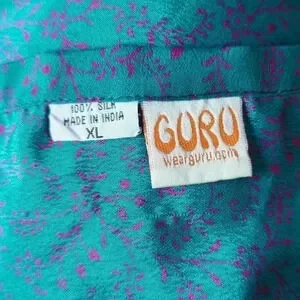 100% SILK
MADE IN INDIA
XL
GURU
wearguru.com